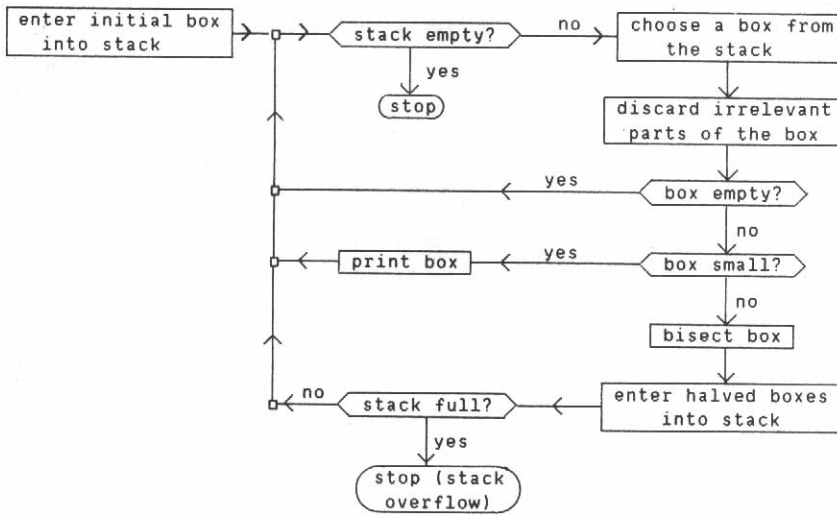 enter initial box
into stack
stack empty?
no
choose a box from
the stack
yes
stop
discard irrelevant
parts of the box
yes
box empty?
no
print box
yes
box small?
no
bisect box
no
stack full?
enter halved boxes
into stack
yes
stop (stack
overflow)